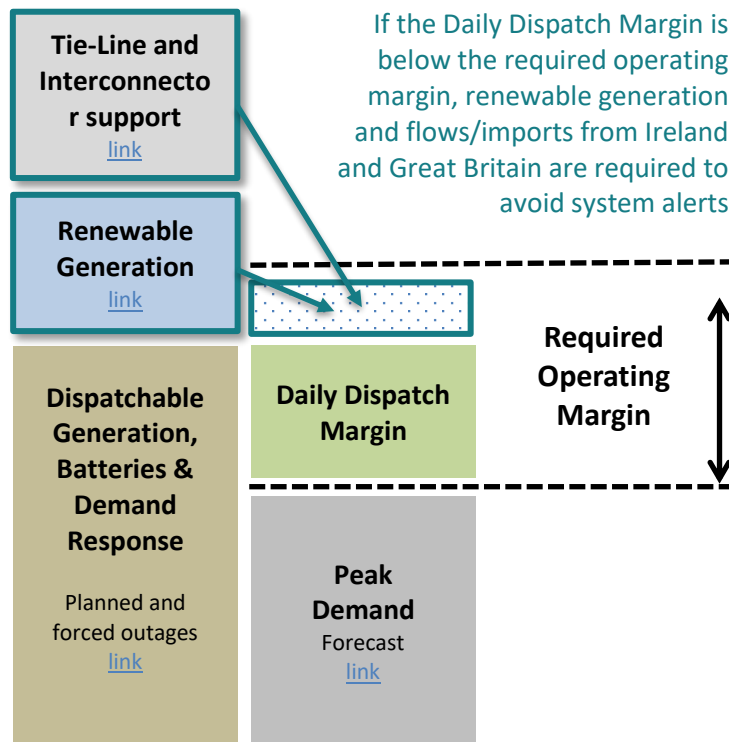 Tie-Line and
Interconnecto
r support
link
If the Daily Dispatch Margin is
below the required operating
margin, renewable generation
and flows/imports from Ireland
and Great Britain are required to
avoid system alerts
Renewable
Generation
link
Required
Operating
Margin
Daily Dispatch
Margin
Dispatchable
Generation,
Batteries &
Demand
Response
Planned and
forced outages
link
Peak
Demand
Forecast
link